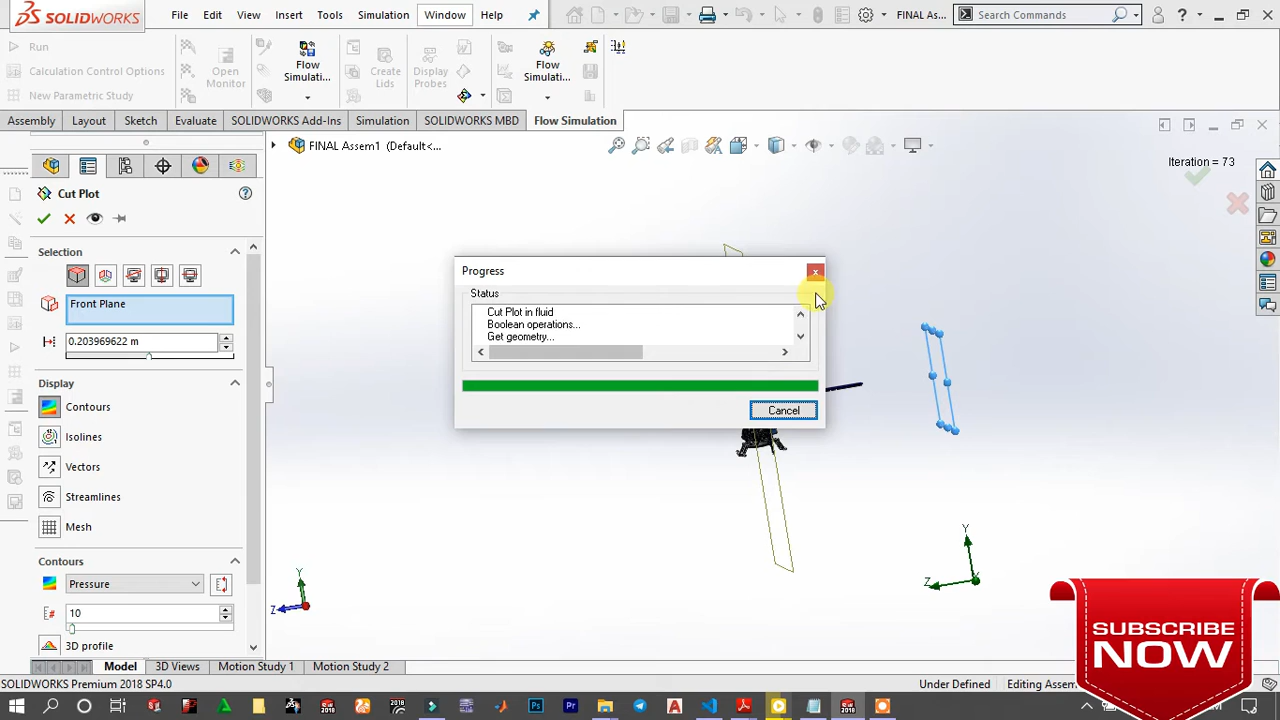 SOLIDWORKS
File
Edit
View
Insert
Tools
Simulation
Window
Help
FINAL As...
Search Commands
?
Run
Calculation Control Options
New Parametric Study
Open
Monitor
Flow
Simulati...
Create
Lids
Display
Probes
Flow
Simulati...
Assembly
Layout
Sketch
Evaluate
SOLIDWORKS Add-Ins
Simulation
SOLIDWORKS MBD
Flow Simulation
FINAL Assem1 (Default<...
Iteration = 73
Cut Plot
?
Selection
Front Plane
0.203969622 m
Display
Contours
Isolines
Vectors
Streamlines
Mesh
Contours
Pressure
10
3D profile
Progress
Status
Cut Plot in fluid
Boolean operations...
Get geometry...
Cancel
Y
Z
Y
Z
SUBSCRIBE
NOW
Model
3D Views
Motion Study 1
Motion Study 2
SOLIDWORKS Premium 2018 SP4.0
Under Defined
Editing Assem